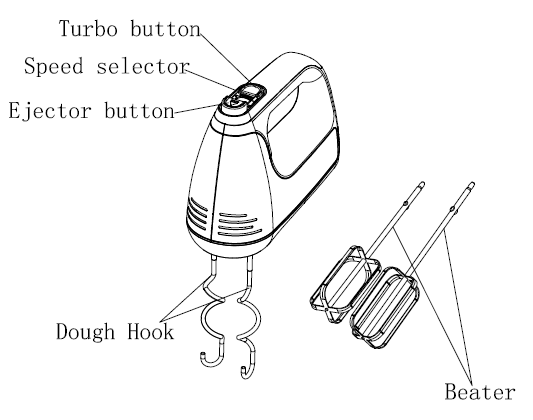 Turbo button
Speed selector
Ejector button
Dough Hook
Beater